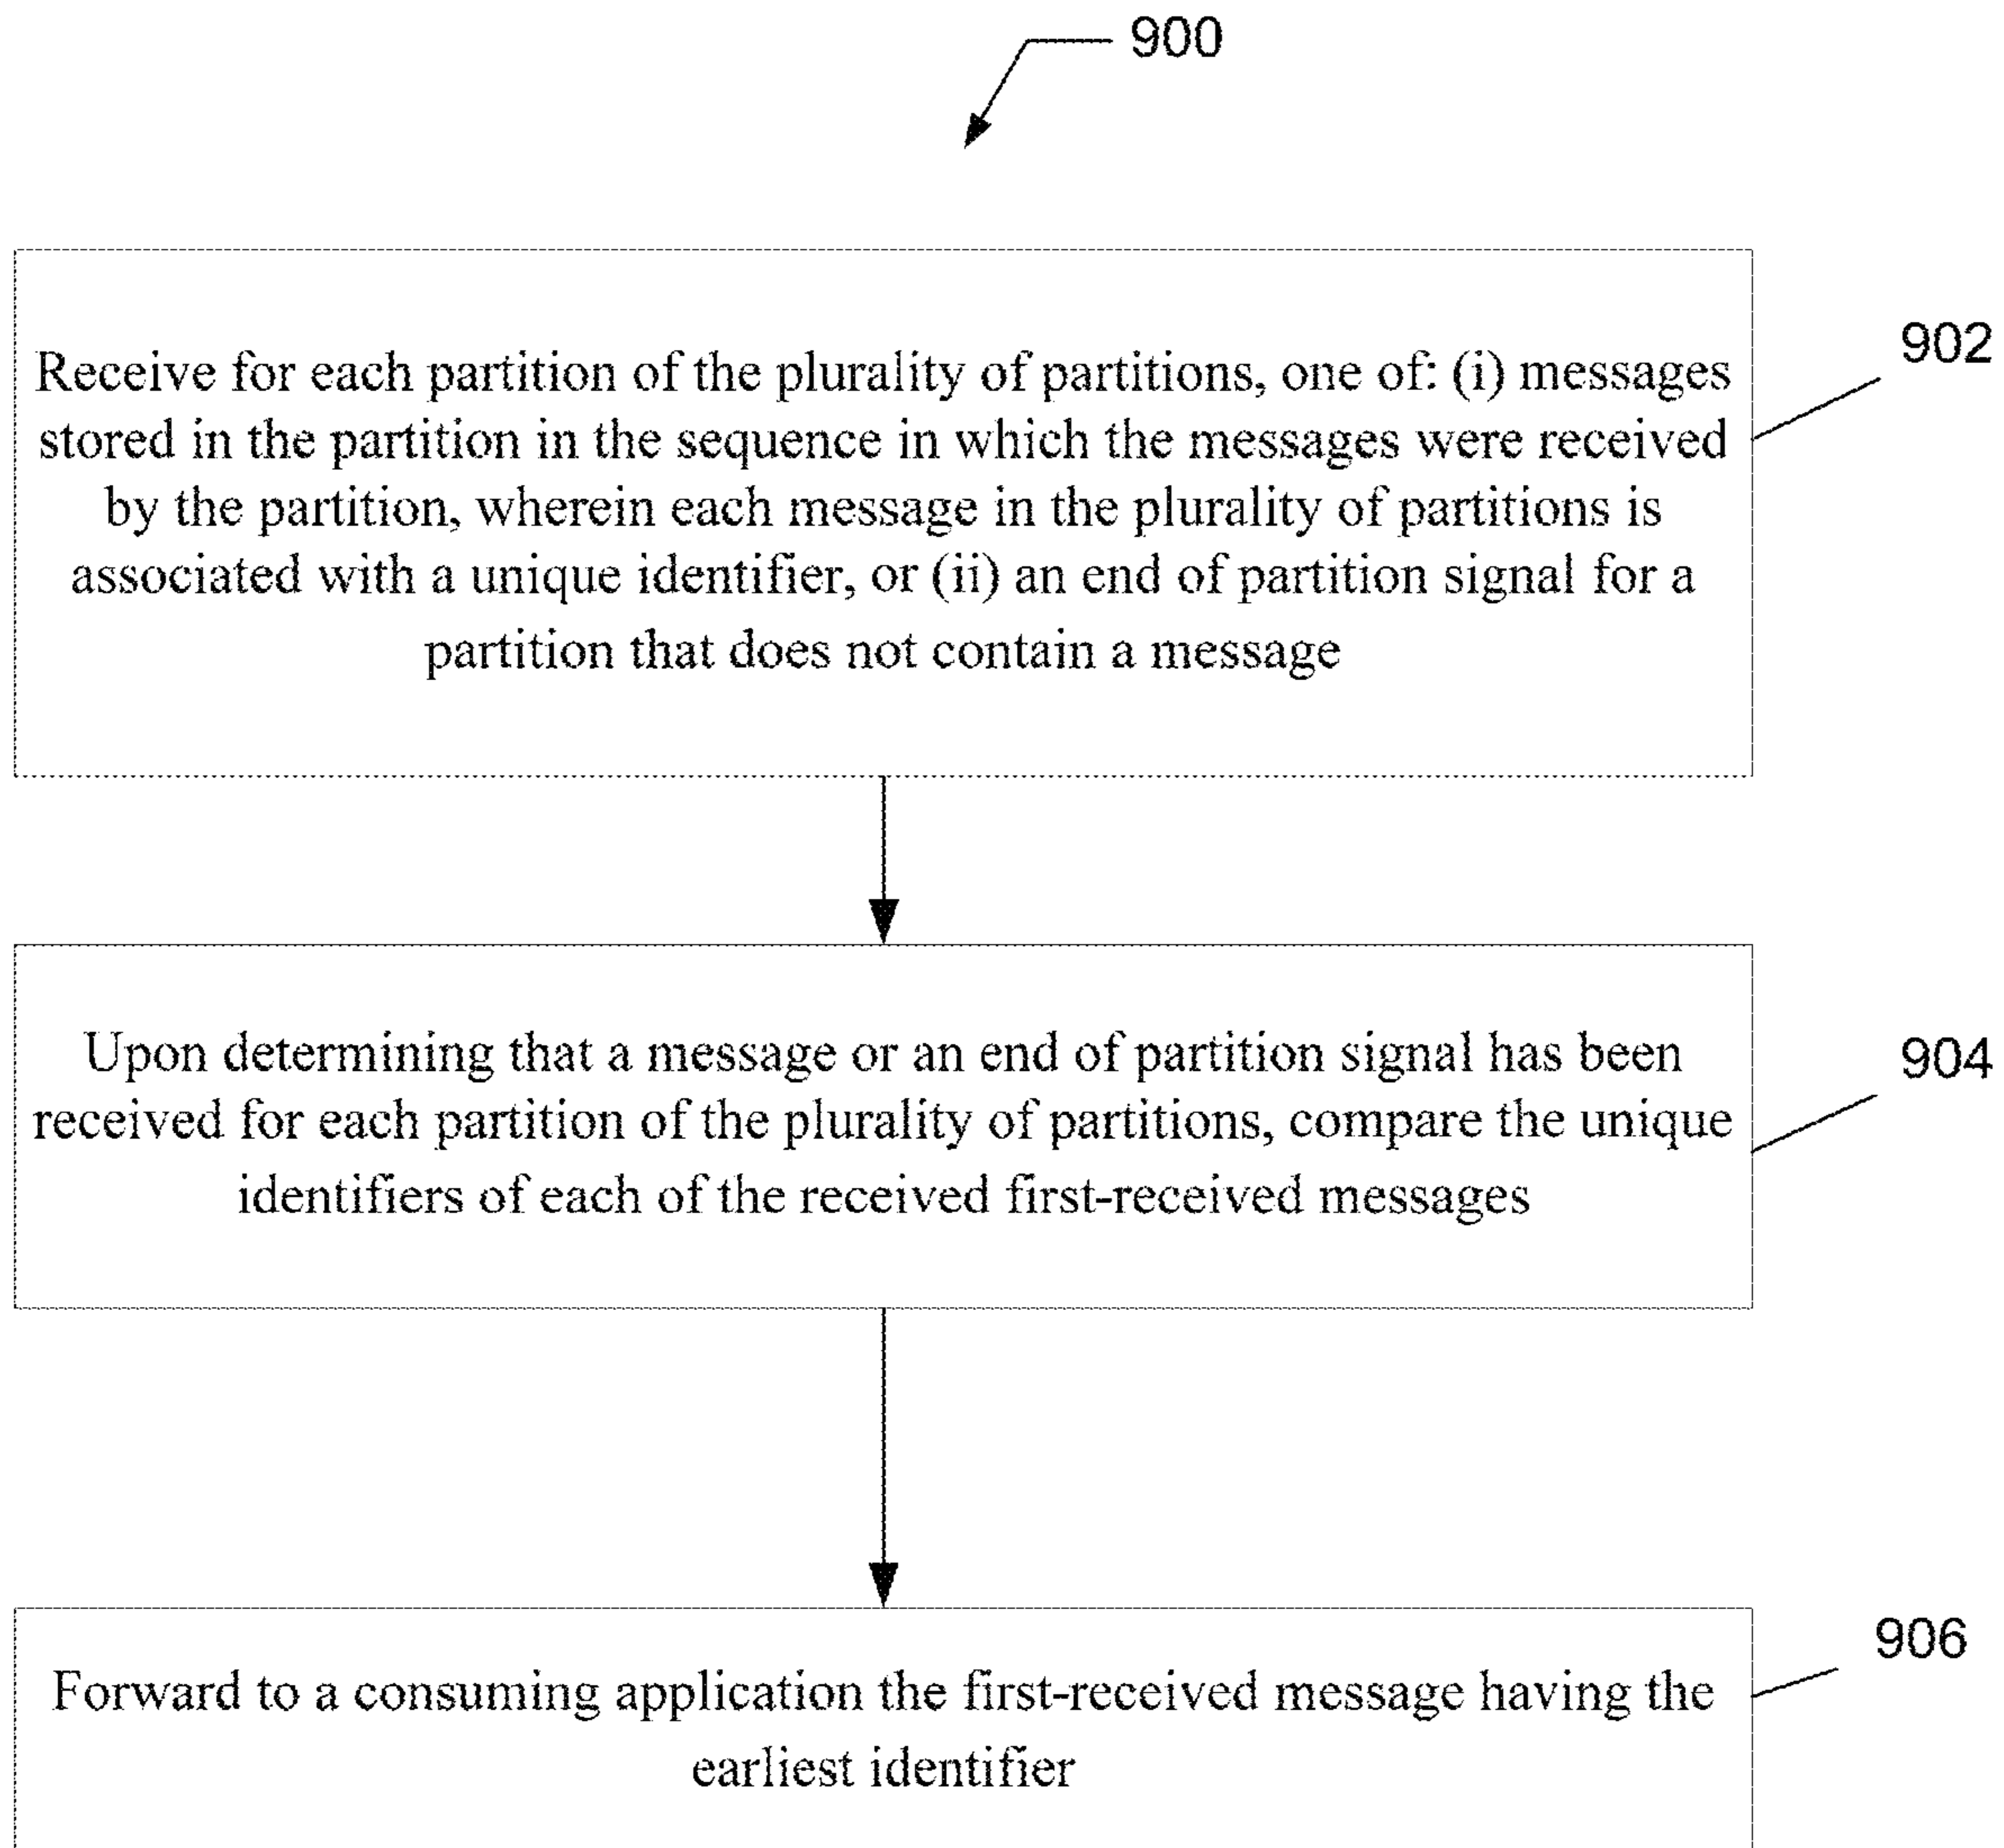 900
Receive for each partition of the plurality of partitions, one of: (i) messages
stored in the partition in the sequence in which the messages were received
by the partition, wherein each message in the plurality of partitions is
associated with a unique identifier, or (ii) an end of partition signal for a
partition that does not contain a message
902
Upon determining that a message or an end of partition signal has been
received for each partition of the plurality of partitions, compare the unique
identifiers of each of the received first-received messages
904
Forward to a consuming application the first-received message having the
earliest identifier
906